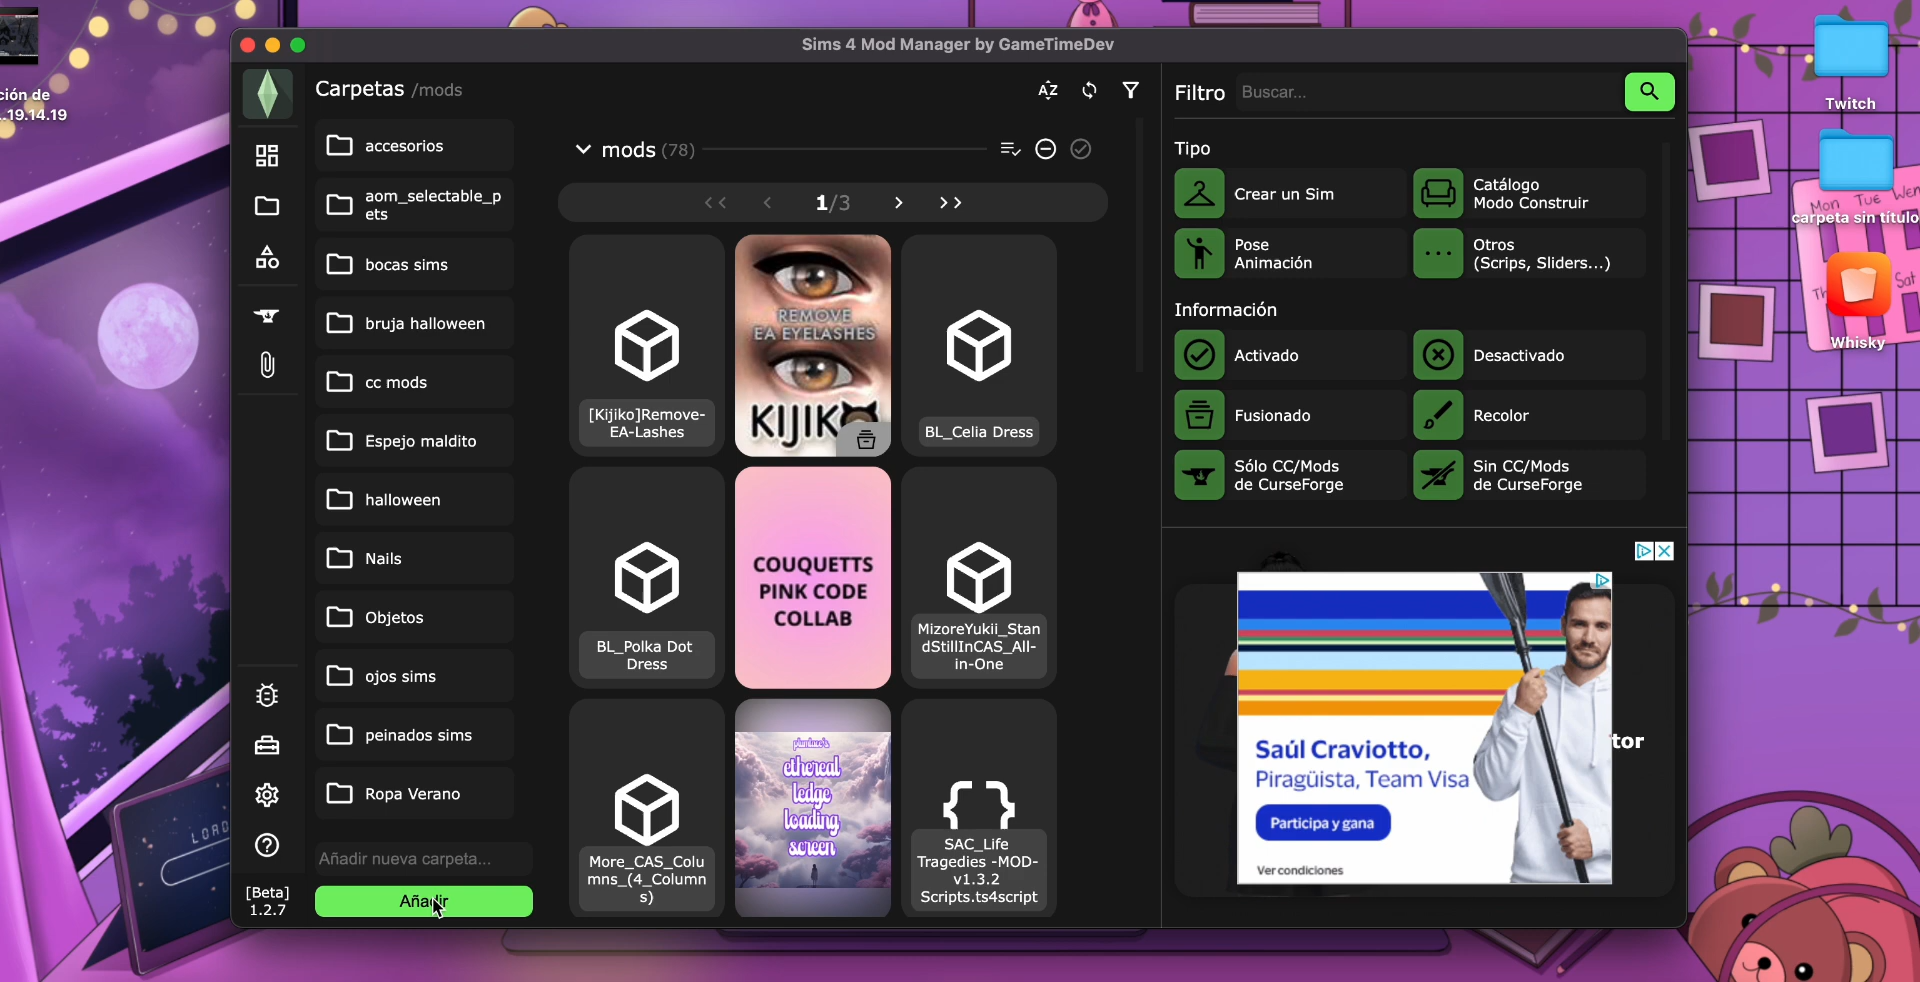 Sims 4 Mod Manager by GameTimeDev
ción de
..19.14.19
Carpetas /mods
accesorios
aom_selectable_p
ets
bocas sims
bruja halloween
cc mods
Espejo maldito
halloween
Nails
Objetos
ojos sims
peinados sims
Ropa Verano
Añadir nueva carpeta...
Añadir
[Beta]
1.2.7
AZ
mods (78)
<< < 1/3 > >>
[Kijiko]Remove-
EA-Lashes
REMOVE
EA EYELASHES
KIJIKO
BL_Celia Dress
BL_Polka Dot
Dress
COUQUETTS
PINK CODE
COLLAB
MizoreYukii_Stan
dStillInCAS_All-
in-One
More_CAS_Colu
mns_(4_Column
s)
ethereal
ledge
loading
screen
{ }
SAC_Life
Tragedies -MOD-
v1.3.2
Scripts.ts4script
Filtro
Buscar...
Tipo
Crear un Sim
Catálogo
Modo Construir
Pose
Animación
Otros
(Scrips, Sliders...)
Información
Activado
Desactivado
Fusionado
Recolor
Sólo CC/Mods
de CurseForge
Sin CC/Mods
de CurseForge
Saúl Craviotto,
Piragüista, Team Visa
Participa y gana
Ver condiciones
tor
Twitch
carpeta sin título
Whisky
Mon Tue Wen
Th
Sat
LOAD